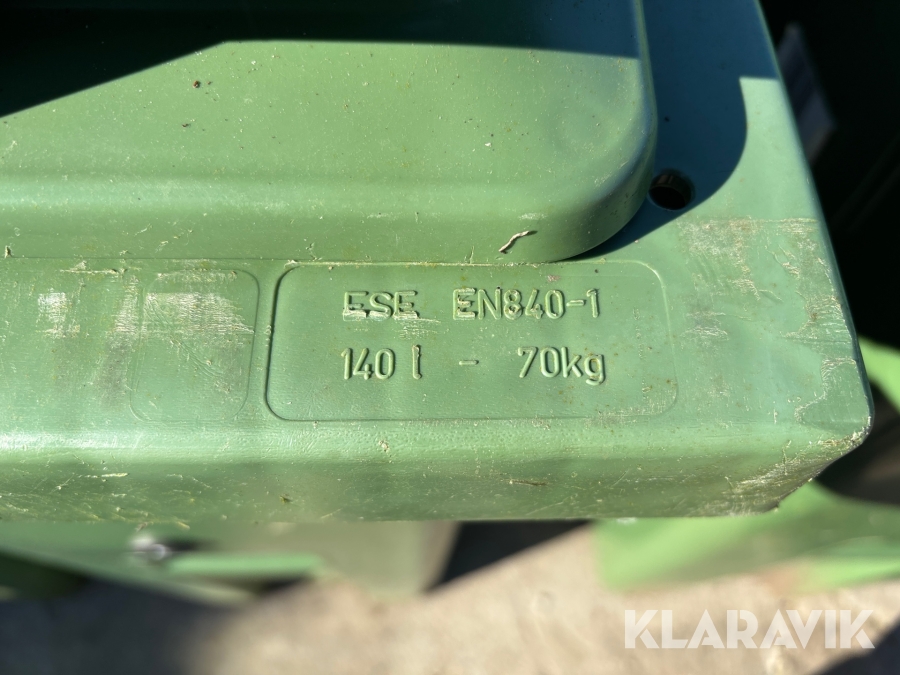 ESE EN840-1
140 l - 70kg
KLARAVIK